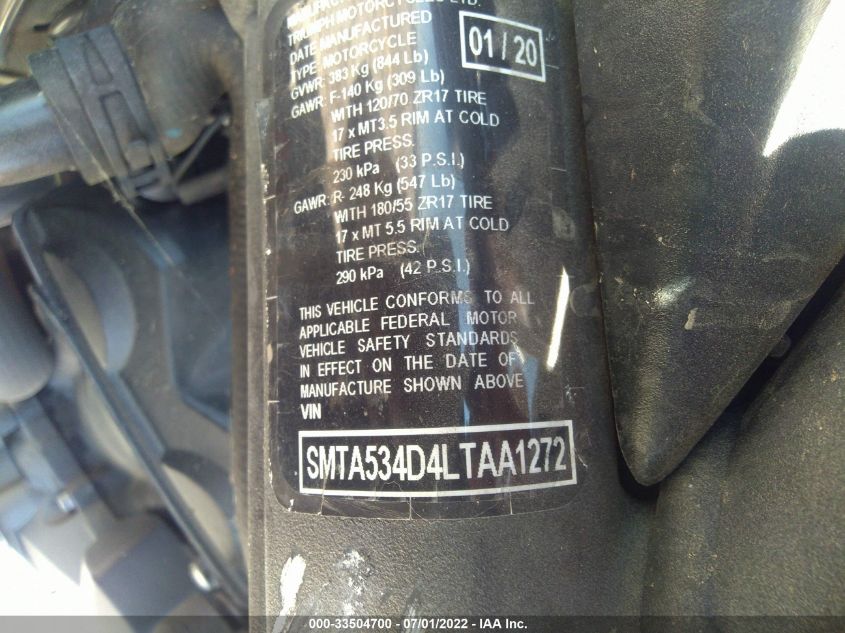 TRIUMPH MOTORCYCLES LTD.
DATE MANUFACTURED 01 / 20
TYPE: MOTORCYCLE
GVWR: 383 Kg (844 Lb)
GAWR: F-140 Kg (309 Lb)
WITH 120/70 ZR17 TIRE
17 x MT3.5 RIM AT COLD
TIRE PRESS.
230 kPa (33 P.S.I.)
GAWR: R- 248 Kg (547 Lb)
WITH 180/55 ZR17 TIRE
17 x MT 5.5 RIM AT COLD
TIRE PRESS.
290 kPa (42 P.S.I.)
THIS VEHICLE CONFORMS TO ALL
APPLICABLE FEDERAL MOTOR
VEHICLE SAFETY STANDARDS
IN EFFECT ON THE DATE OF
MANUFACTURE SHOWN ABOVE
VIN
SMTA534D4LTAA1272
000-33504700 - 07/01/2022 - IAA Inc.